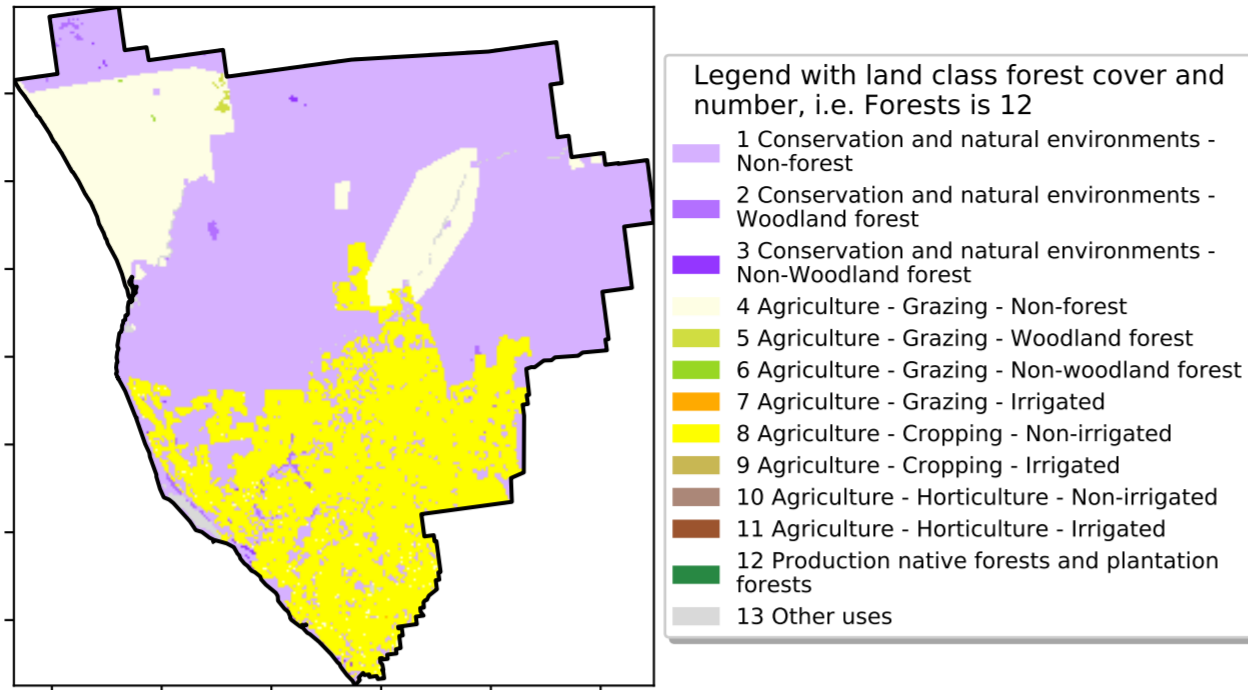 Legend with land class forest cover and
number, i.e. Forests is 12
1 Conservation and natural environments -
Non-forest
2 Conservation and natural environments -
Woodland forest
3 Conservation and natural environments -
Non-Woodland forest
4 Agriculture - Grazing - Non-forest
5 Agriculture - Grazing - Woodland forest
6 Agriculture - Grazing - Non-woodland forest
7 Agriculture - Grazing - Irrigated
8 Agriculture - Cropping - Non-irrigated
9 Agriculture - Cropping - Irrigated
10 Agriculture - Horticulture - Non-irrigated
11 Agriculture - Horticulture - Irrigated
12 Production native forests and plantation
forests
13 Other uses